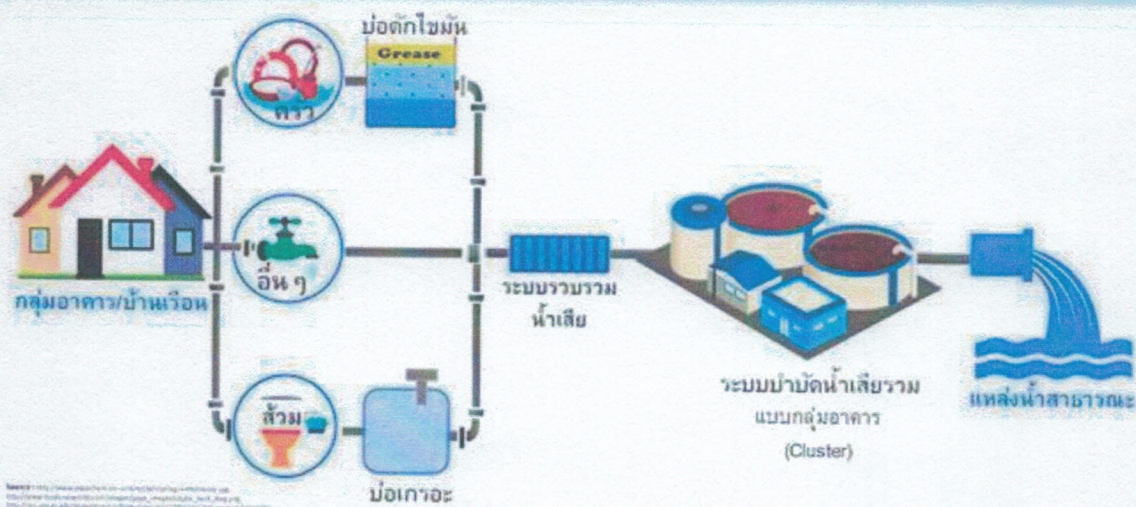 บ่อดักไขมัน
Grease
ครัว
กลุ่มอาคาร/บ้านเรือน
อื่น ๆ
ระบบรวบรวม
น้ำเสีย
ส้วม
บ่อเกรอะ
ระบบบำบัดน้ำเสียรวม
แบบกลุ่มอาคาร
(Cluster)
แหล่งน้ำสาธารณะ